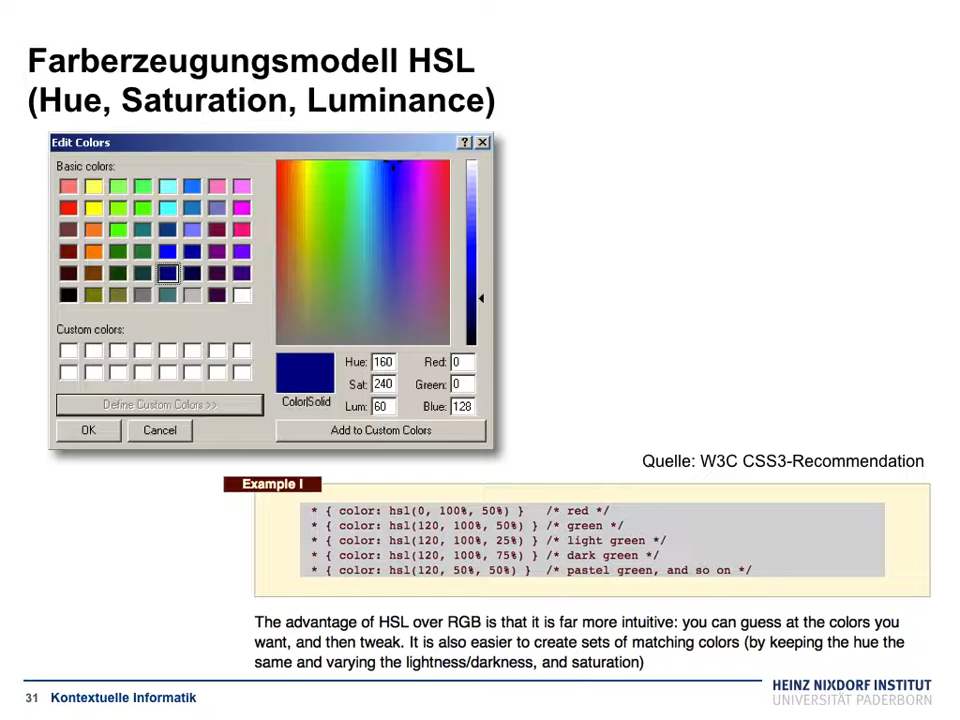 Farberzeugungsmodell HSL
(Hue, Saturation, Luminance)
Edit Colors
Basic colors:
Custom colors:
Define Custom Colors >>
OK Cancel
Color|Solid
Hue: 160 Red: 0
Sat: 240 Green: 0
Lum: 60 Blue: 128
Add to Custom Colors
Quelle: W3C CSS3-Recommendation
Example I
* { color: hsl(0, 100%, 50%) } /* red */
* { color: hsl(120, 100%, 50%) } /* green */
* { color: hsl(120, 100%, 25%) } /* light green */
* { color: hsl(120, 100%, 75%) } /* dark green */
* { color: hsl(120, 50%, 50%) } /* pastel green, and so on */
The advantage of HSL over RGB is that it is far more intuitive: you can guess at the colors you
want, and then tweak. It is also easier to create sets of matching colors (by keeping the hue the
same and varying the lightness/darkness, and saturation)
31 Kontextuelle Informatik
HEINZ NIXDORF INSTITUT
UNIVERSITÄT PADERBORN